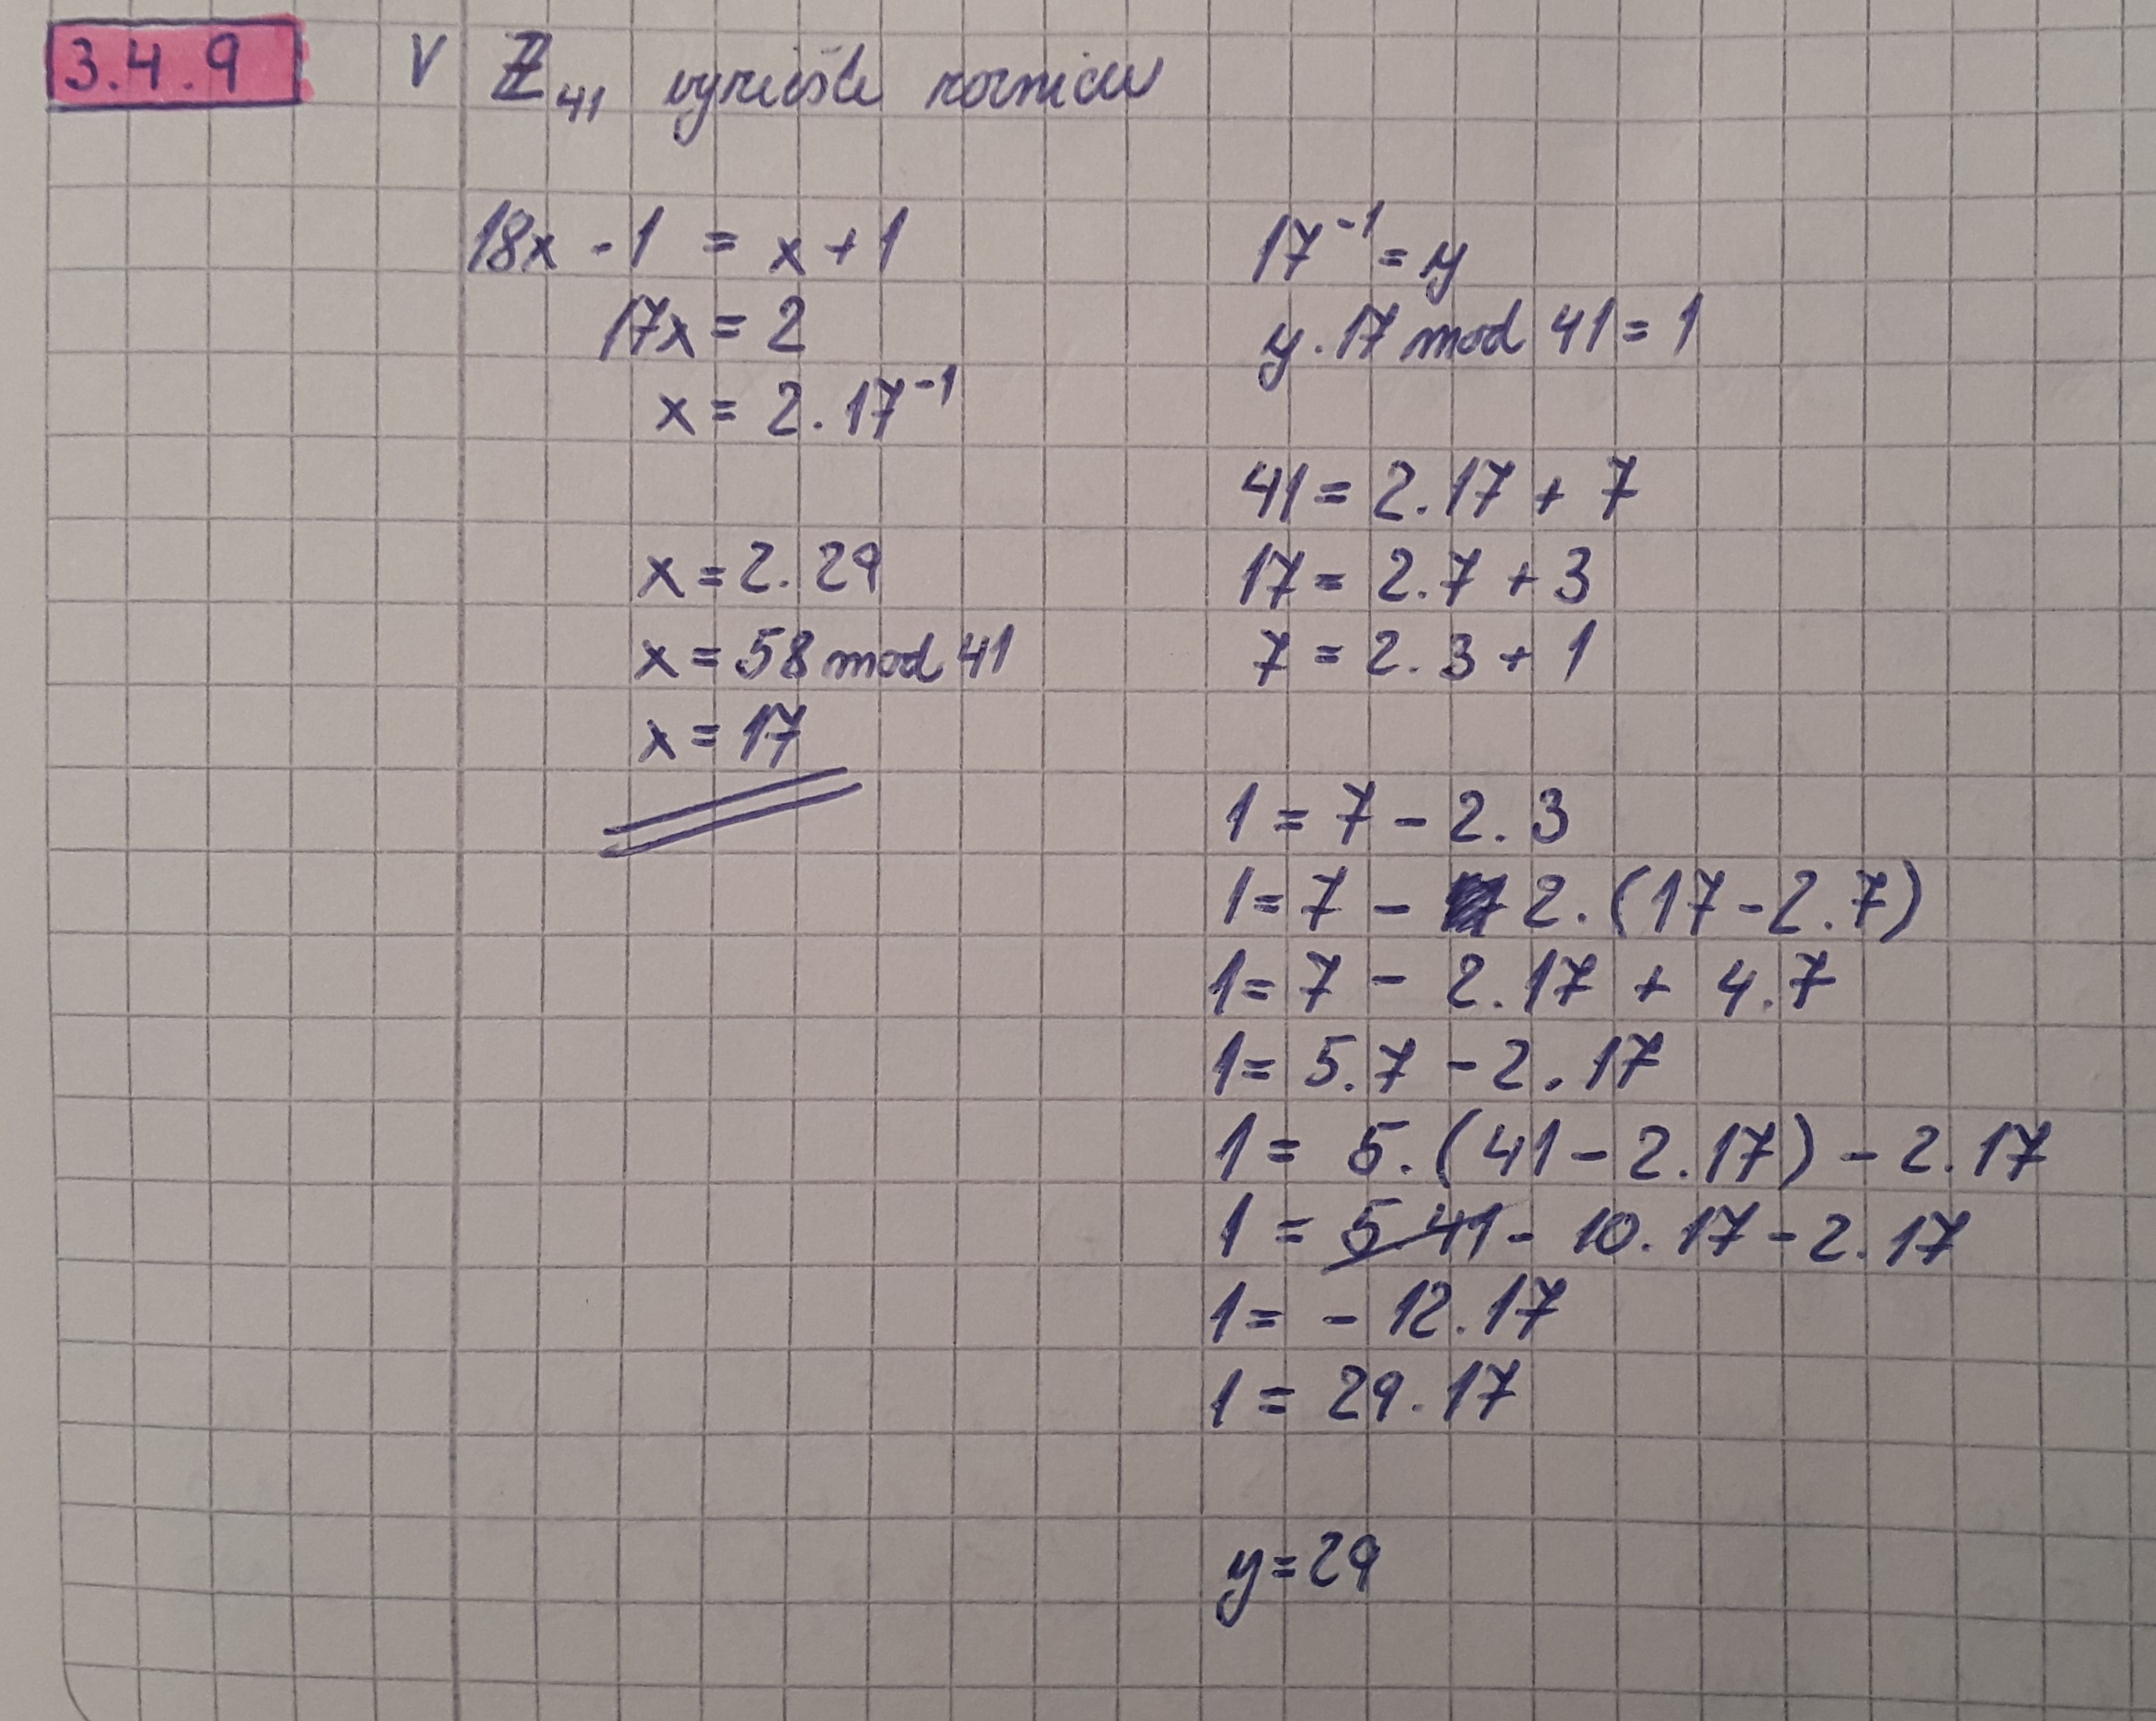 3.4.9 V ℤ₄₁ vyriešte rovnicu
18x - 1 = x + 1
17x = 2
x = 2 . 17⁻¹
x = 2 . 29
x = 58 mod 41
x = 17
17⁻¹ = y
y . 17 mod 41 = 1
41 = 2 . 17 + 7
17 = 2 . 7 + 3
7 = 2 . 3 + 1
1 = 7 - 2 . 3
1 = 7 - 2 . (17 - 2 . 7)
1 = 7 - 2 . 17 + 4 . 7
1 = 5 . 7 - 2 . 17
1 = 5 . (41 - 2 . 17) - 2 . 17
1 = 5 . 41 - 10 . 17 - 2 . 17
1 = - 12 . 17
1 = 29 . 17
y = 29